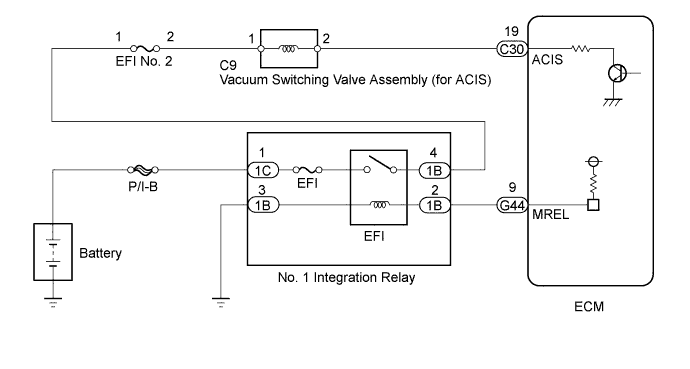 1 2
EFI No. 2
1 2
C9
Vacuum Switching Valve Assembly (for ACIS)
19
C30
ACIS
P/I-B
1
1C
EFI
4
1B
3
1B
2
1B
EFI
9
G44
MREL
Battery
No. 1 Integration Relay
ECM